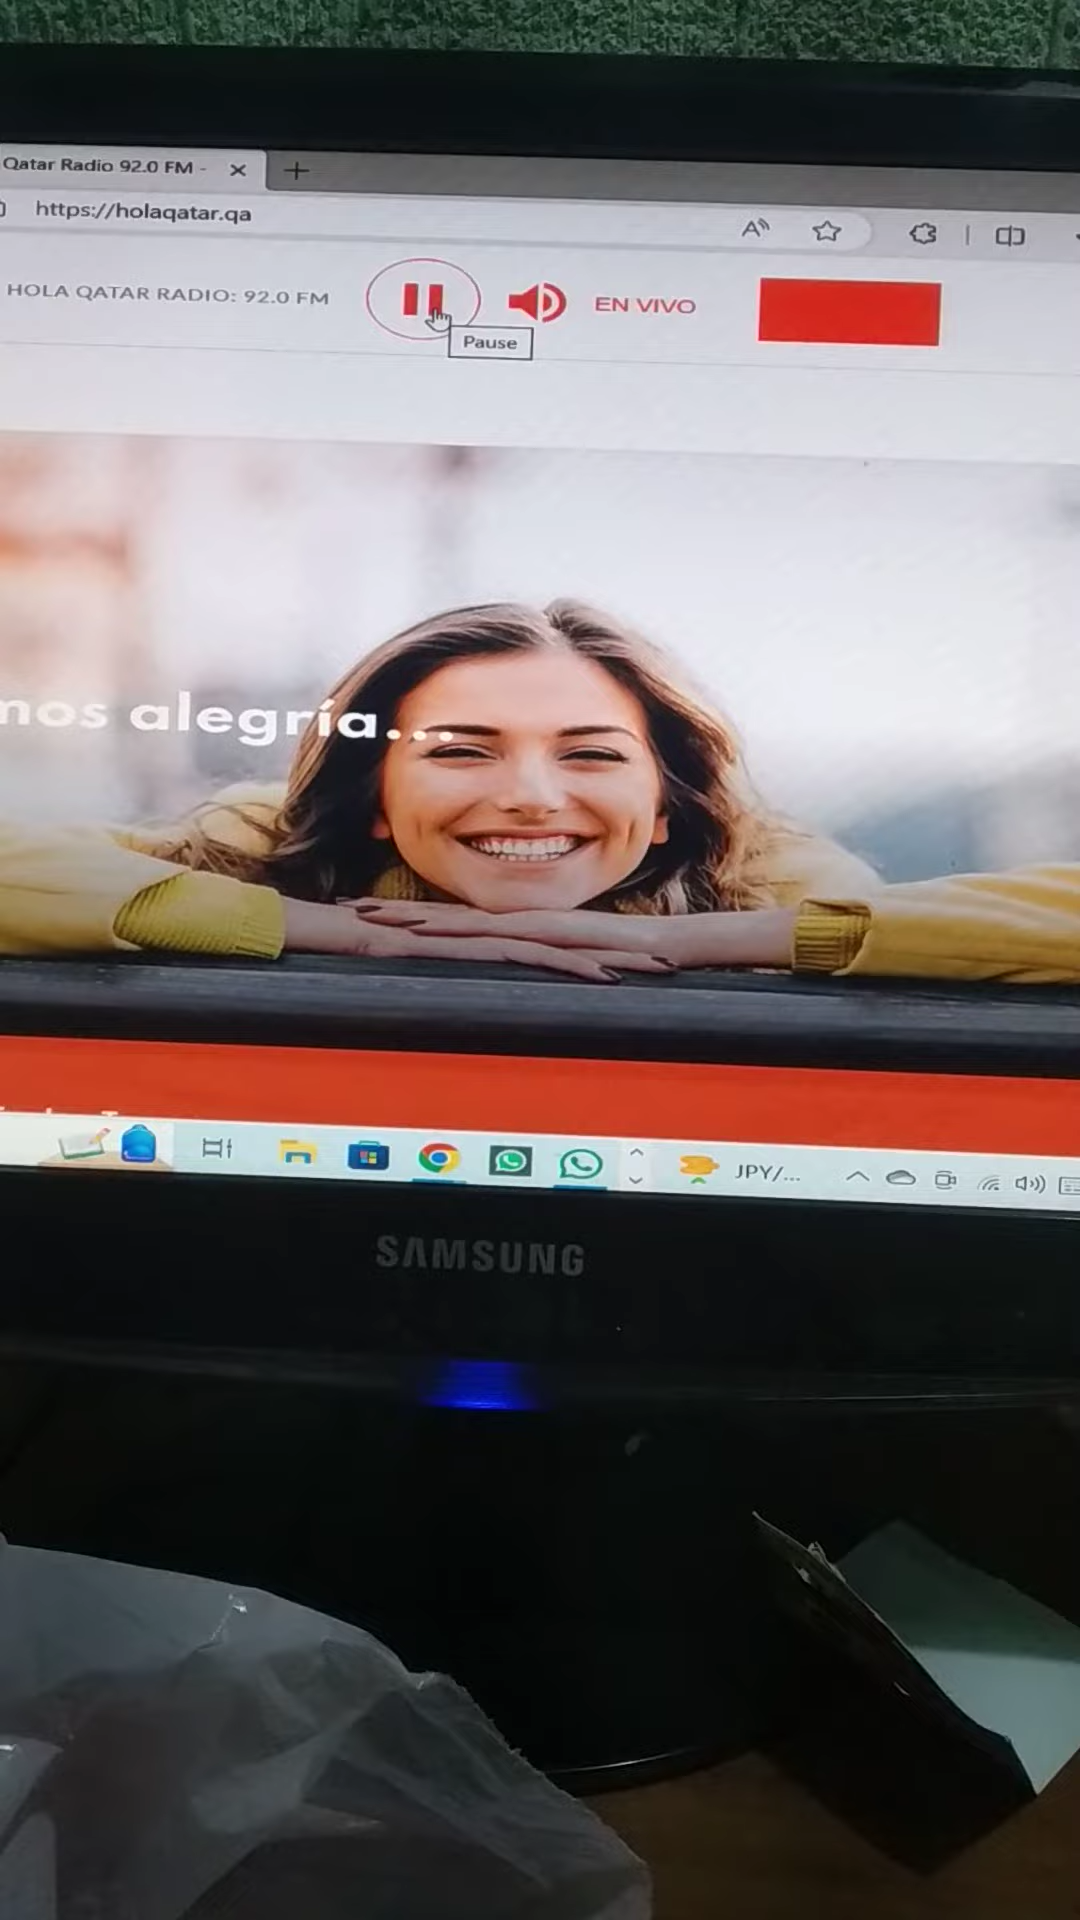 Qatar Radio 92.0 FM -
https://holaqatar.qa
HOLA QATAR RADIO: 92.0 FM
EN VIVO
Pause
mos alegría...
JPY/...
SAMSUNG